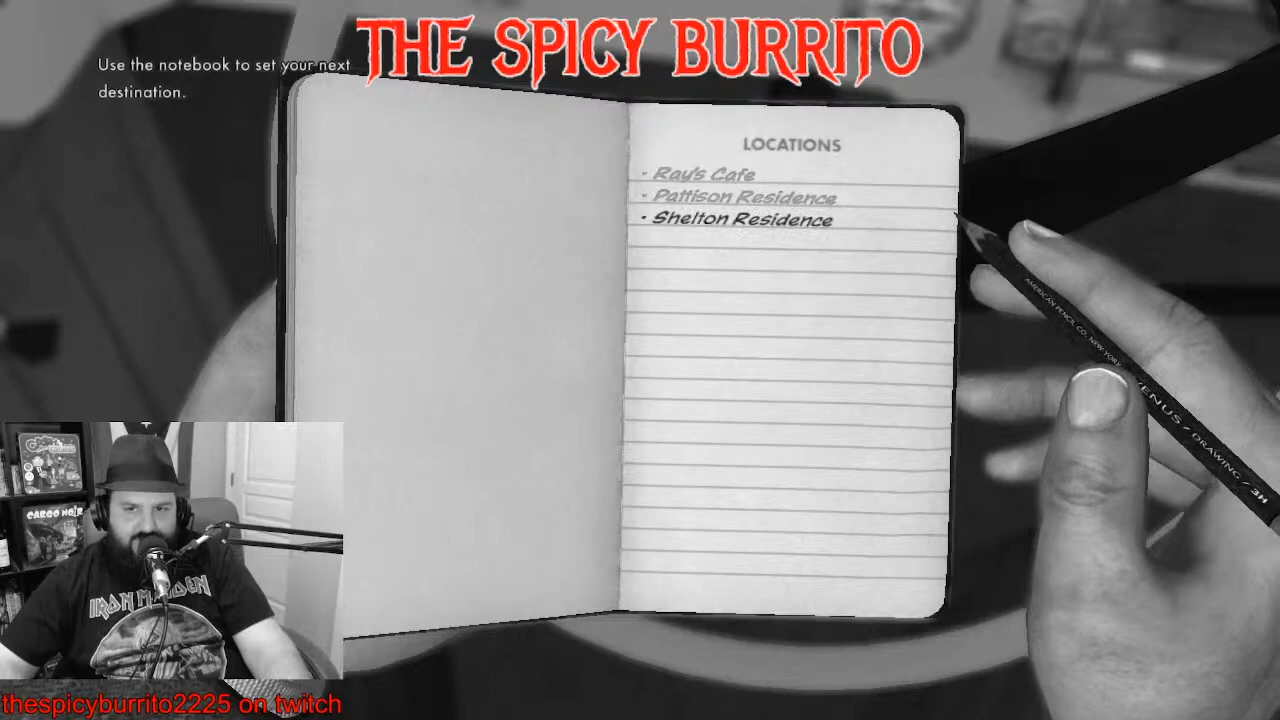 THE SPICY BURRITO
Use the notebook to set your next
destination.
LOCATIONS
- Ray's Cafe
- Pattison Residence
- Shelton Residence
AMERICAN PENCIL CO. NEW YORK
VENUS / DRAWING / 3H
CARGO NOIR
IRON MAIDEN
thespicyburrito2225 on twitch